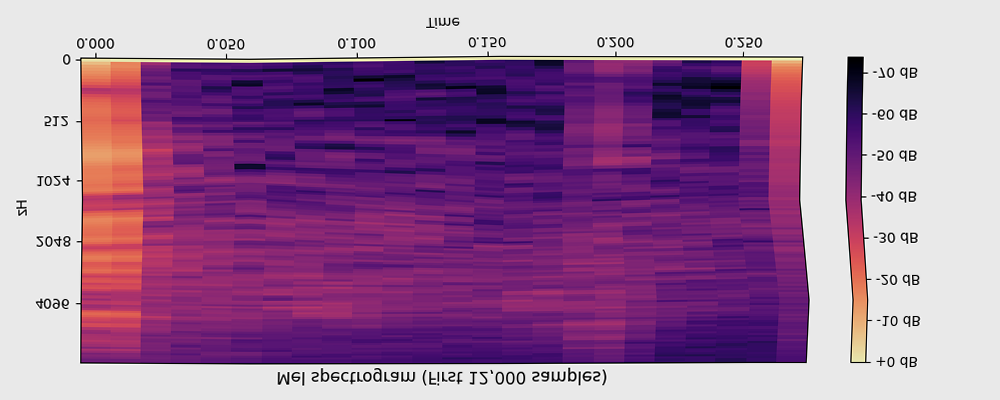 Mel spectrogram (First 12,000 samples)
Hz
4096
2048
1024
512
0
0.000 0.050 0.100 0.150 0.200 0.250
Time
+0 dB
-10 dB
-20 dB
-30 dB
-40 dB
-50 dB
-60 dB
-70 dB